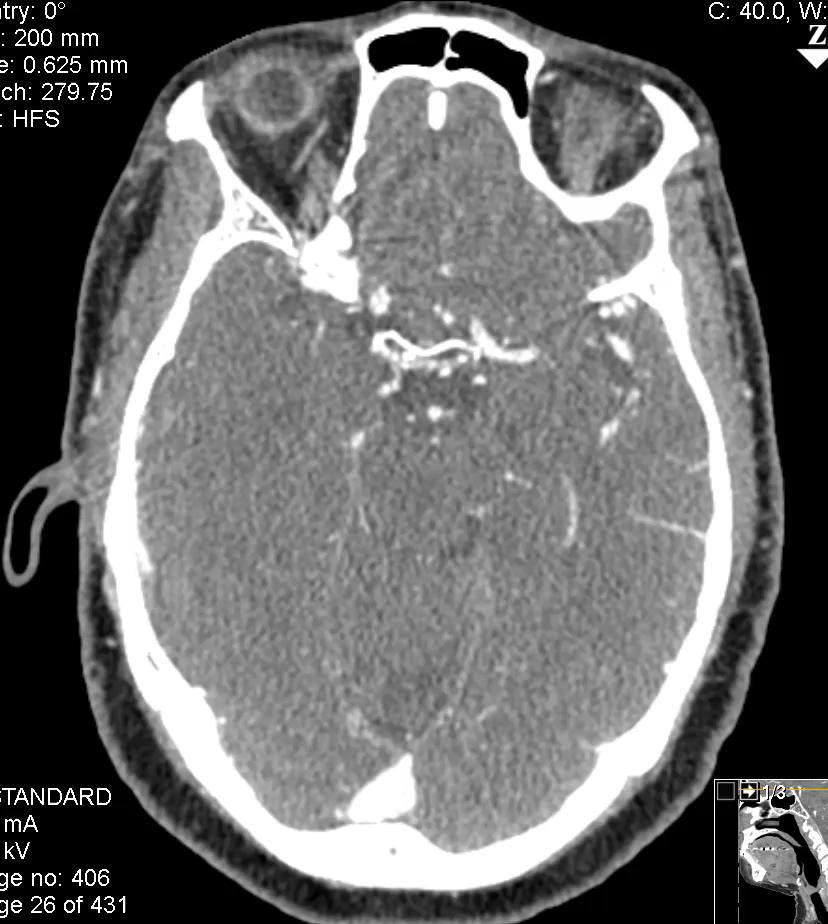 ntry: 0°
: 200 mm
e: 0.625 mm
ch: 279.75
: HFS
C: 40.0, W:
Z
STANDARD
mA
kV
ge no: 406
ge 26 of 431
1/3